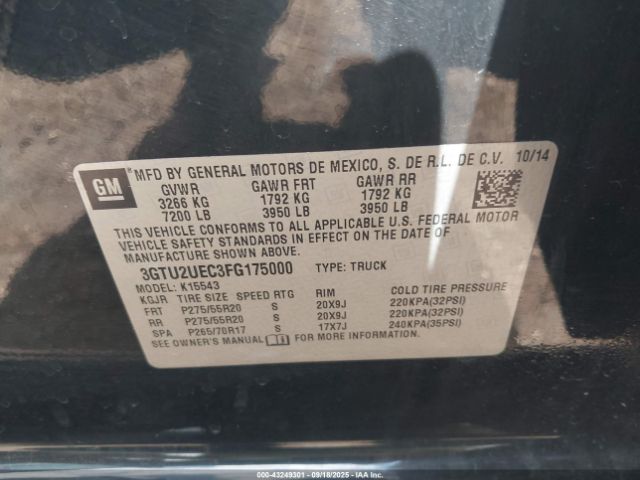 GM
MFD BY GENERAL MOTORS DE MEXICO, S. DE R.L. DE C.V. 10/14
GVWR GAWR FRT GAWR RR
3266 KG 1792 KG 1792 KG
7200 LB 3950 LB 3950 LB
THIS VEHICLE CONFORMS TO ALL APPLICABLE U.S. FEDERAL MOTOR
VEHICLE SAFETY STANDARDS IN EFFECT ON THE DATE OF
MANUFACTURE SHOWN ABOVE.
3GTU2UEC3FG175000 TYPE: TRUCK
MODEL: K15543
KGJR TIRE SIZE SPEED RTG RIM COLD TIRE PRESSURE
FRT P275/55R20 S 20X9J 220KPA(32PSI)
RR P275/55R20 S 20X9J 220KPA(32PSI)
SPA P265/70R17 S 17X7J 240KPA(35PSI)
SEE OWNER'S MANUAL FOR MORE INFORMATION.
000-43249301 - 09/18/2025 - IAAI.CA